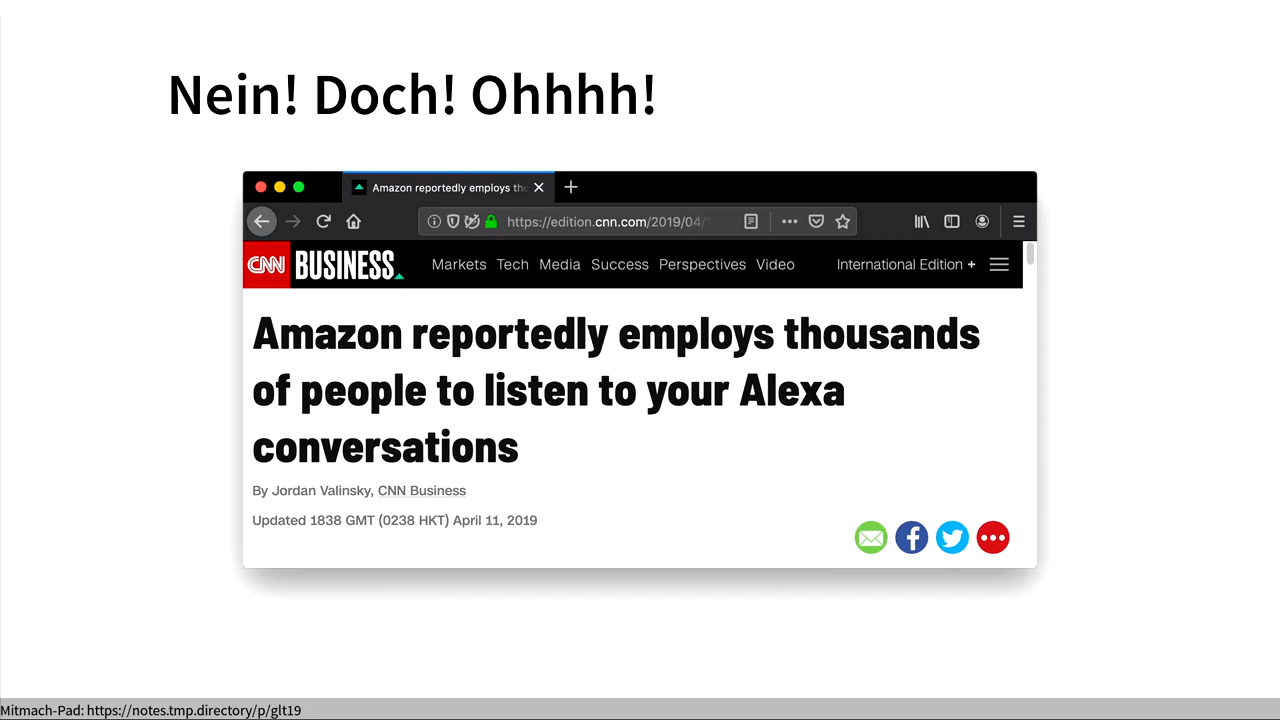 Nein! Doch! Ohhhh!
Amazon reportedly employs tho
https://edition.cnn.com/2019/04/
CNN BUSINESS Markets Tech Media Success Perspectives Video International Edition +
Amazon reportedly employs thousands
of people to listen to your Alexa
conversations
By Jordan Valinsky, CNN Business
Updated 1838 GMT (0238 HKT) April 11, 2019
Mitmach-Pad: https://notes.tmp.directory/p/glt19